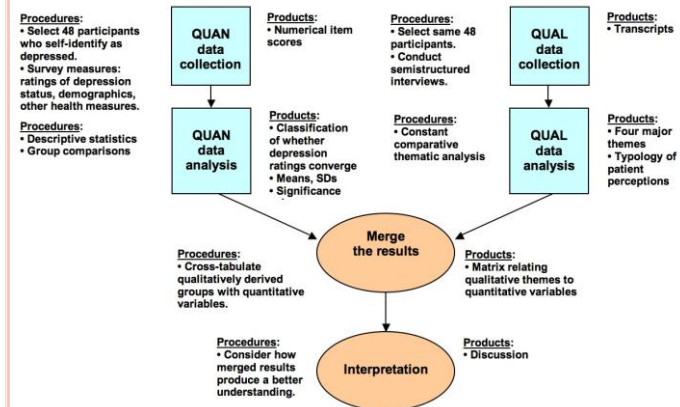 Procedures:
• Select 48 participants
who self-identify as
depressed.
• Survey measures:
ratings of depression
status, demographics,
other health measures.
QUAN
data
collection
Products:
• Numerical item
scores
Procedures:
• Select same 48
participants.
• Conduct
semistructured
interviews.
QUAL
data
collection
Products:
• Transcripts
Procedures:
• Descriptive statistics
• Group comparisons
QUAN
data
analysis
Products:
• Classification
of whether
depression
ratings converge
• Means, SDs
• Significance
Procedures:
• Constant
comparative
thematic analysis
QUAL
data
analysis
Products:
• Four major
themes
• Typology of
patient
perceptions
Procedures:
• Cross-tabulate
qualitatively derived
groups with quantitative
variables.
Merge
the results
Products:
• Matrix relating
qualitative themes to
quantitative variables
Procedures:
• Consider how
merged results
produce a better
understanding.
Interpretation
Products:
• Discussion